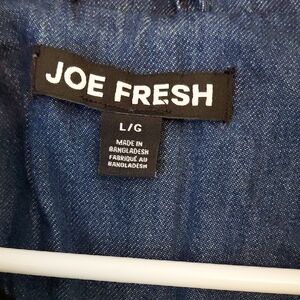 JOE FRESH
L/G
MADE IN
BANGLADESH
FABRIQUÉ AU
BANGLADESH